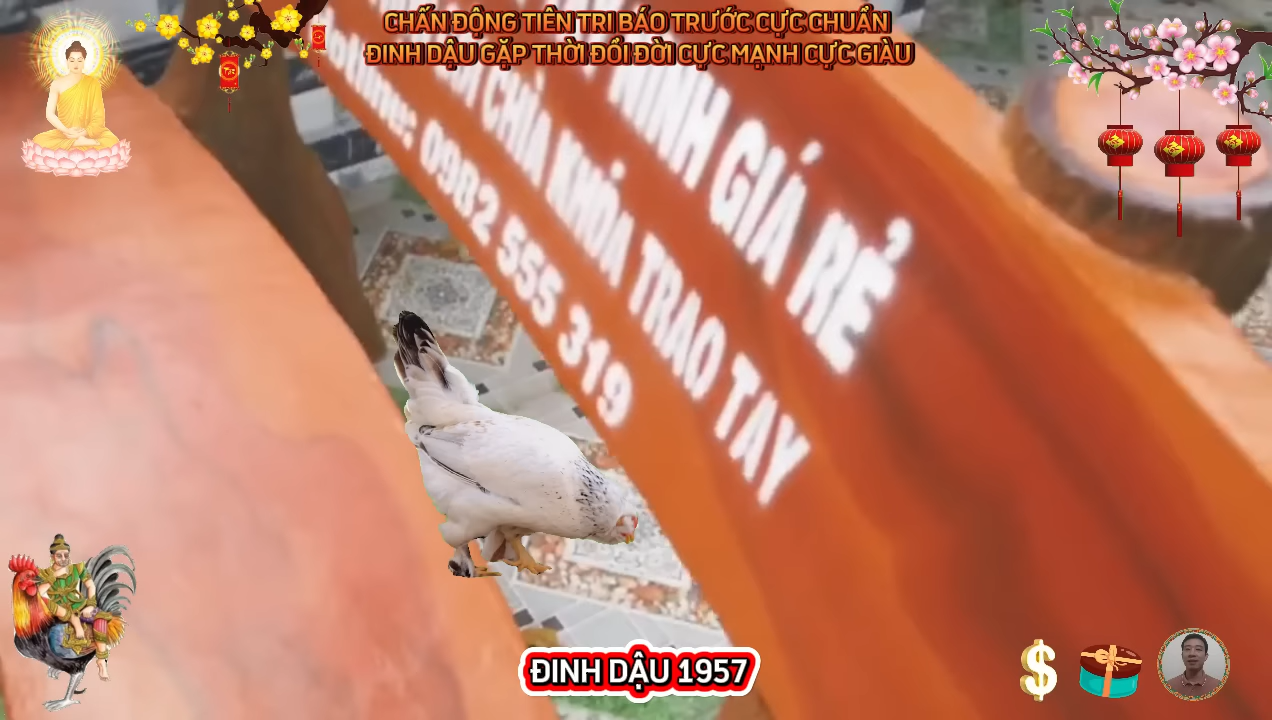 CHẤN ĐỘNG TIÊN TRI BÁO TRƯỚC CỰC CHUẨN
ĐINH DẬU GẶP THỜI ĐỔI ĐỜI CỰC MẠNH CỰC GIÀU
NINH GIÁ RẺ
CHÌA KHÓA TRAO TAY
0982 555 319
ĐINH DẬU 1957